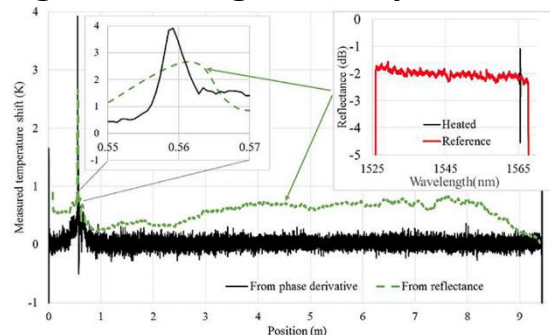 4
3
2
1
0
-1
Measured temperature shift (K)
4
3
2
1
0
-1
0.55 0.56 0.57
Reflectance (dB)
0
-1
-2
-3
-4
-5
Heated
Reference
1525 1545 1565
Wavelength(nm)
From phase derivative
From reflectance
0 1 2 3 4 5 6 7 8 9
Position (m)